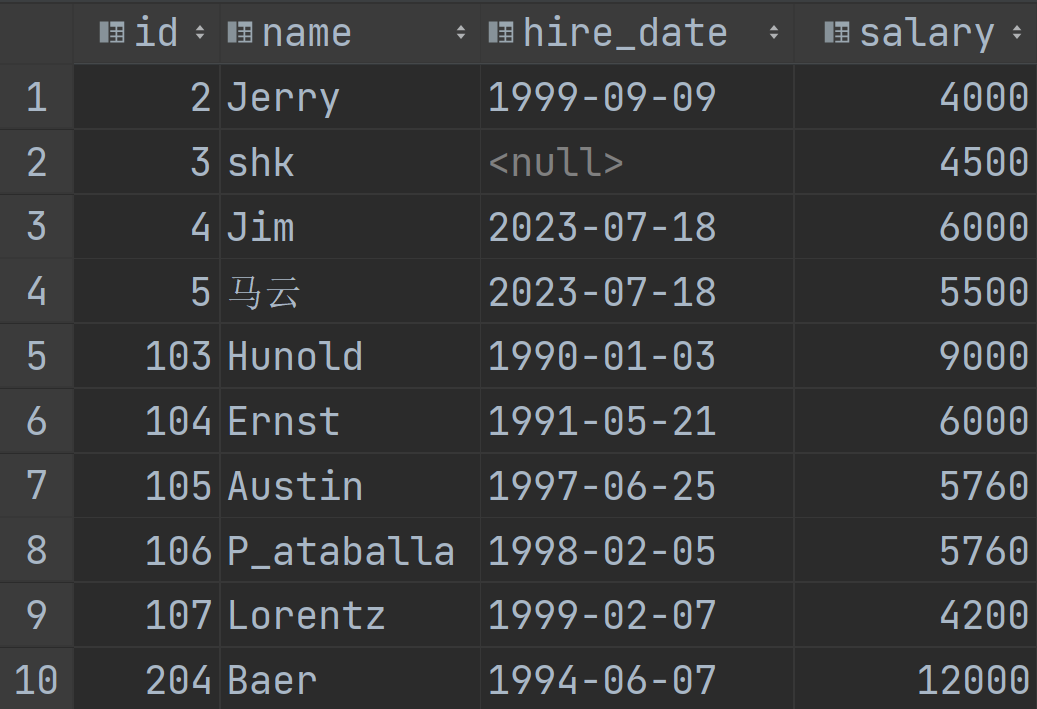 id name hire_date salary
1 2 Jerry 1999-09-09 4000
2 3 shk <null> 4500
3 4 Jim 2023-07-18 6000
4 5 马云 2023-07-18 5500
5 103 Hunold 1990-01-03 9000
6 104 Ernst 1991-05-21 6000
7 105 Austin 1997-06-25 5760
8 106 P_ataballa 1998-02-05 5760
9 107 Lorentz 1999-02-07 4200
10 204 Baer 1994-06-07 12000